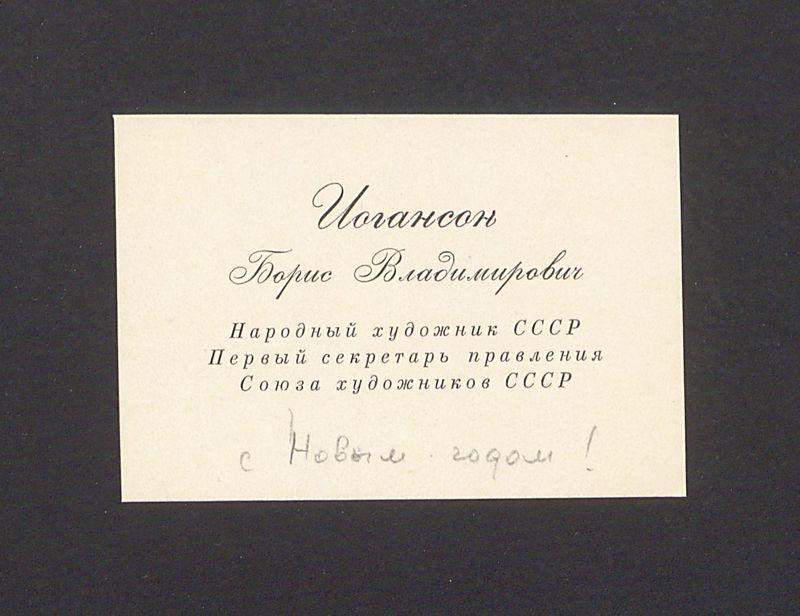 Иогансон
Борис Владимирович
Народный художник СССР
Первый секретарь правления
Союза художников СССР
с Новым годом!